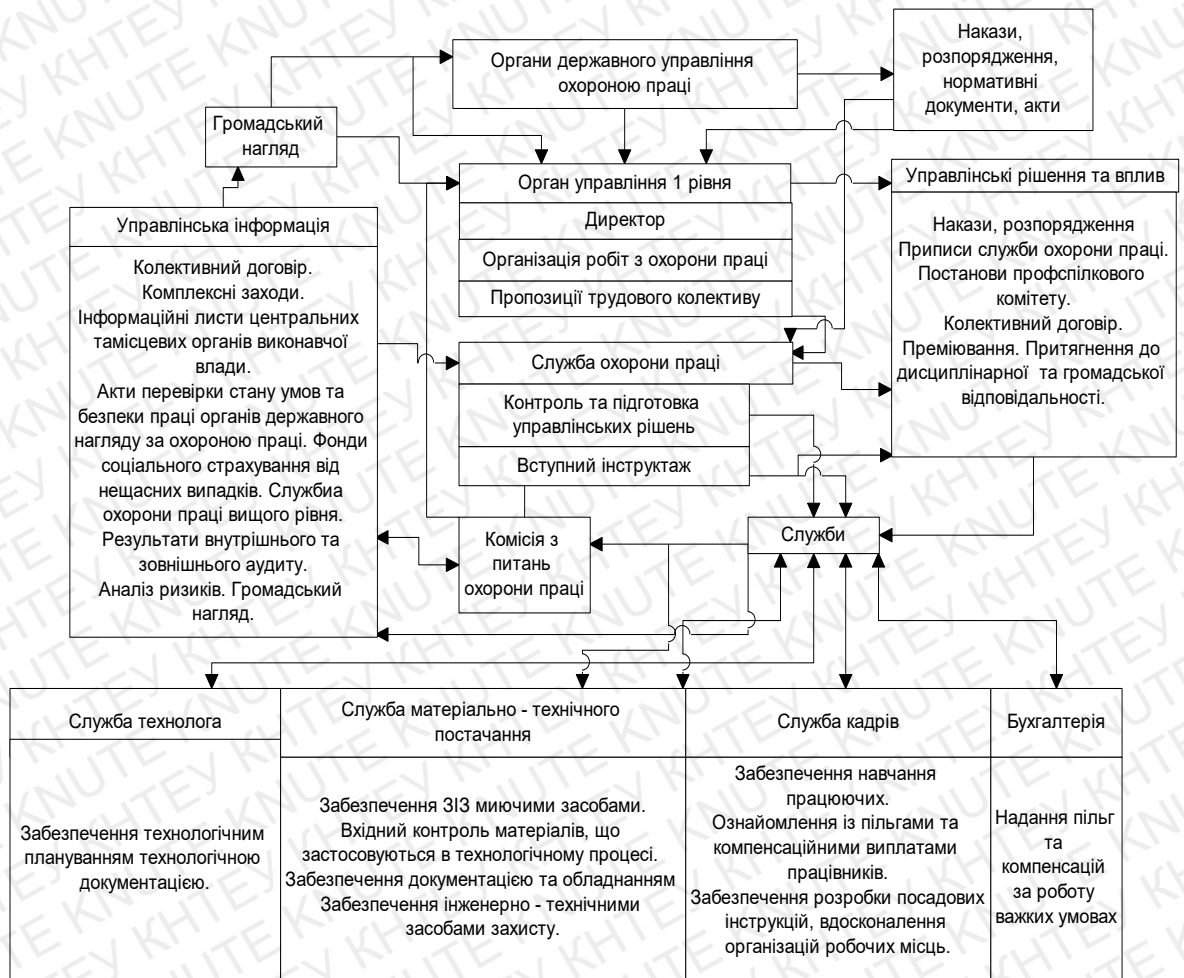 Органи державного управління
охороною праці
Накази,
розпорядження,
нормативні
документи, акти
Громадський
нагляд
Орган управління 1 рівня
Директор
Організація робіт з охорони праці
Пропозиції трудового колективу
Управлінські рішення та вплив
Накази, розпорядження
Приписи служби охорони праці.
Постанови профспілкового
комітету.
Колективний договір.
Преміювання. Притягнення до
дисциплінарної та громадської
відповідальності.
Управлінська інформація
Колективний договір.
Комплексні заходи.
Інформаційні листи центральних
тамісцевих органів виконавчої
влади.
Акти перевірки стану умов та
безпеки праці органів державного
нагляду за охороною праці. Фонди
соціального страхування від
нещасних випадків. Службиа
охорони праці вищого рівня.
Результати внутрішнього та
зовнішнього аудиту.
Аналіз ризиків. Громадський
нагляд.
Служба охорони праці
Контроль та підготовка
управлінських рішень
Вступний інструктаж
Комісія з
питань
охорони праці
Служби
Служба технолога
Забезпечення технологічним
плануванням технологічною
документацією.
Служба матеріально - технічного
постачання
Забезпечення ЗІЗ миючими засобами.
Вхідний контроль матеріалів, що
застосовуються в технологічному процесі.
Забезпечення документацією та обладнанням
Забезпечення інженерно - технічними
засобами захисту.
Служба кадрів
Забезпечення навчання
працюючих.
Ознайомлення із пільгами та
компенсаційними виплатами
працівників.
Забезпечення розробки посадових
інструкцій, вдосконалення
організацій робочих місць.
Бухгалтерія
Надання пільг
та
компенсацій
за роботу
важких умовах